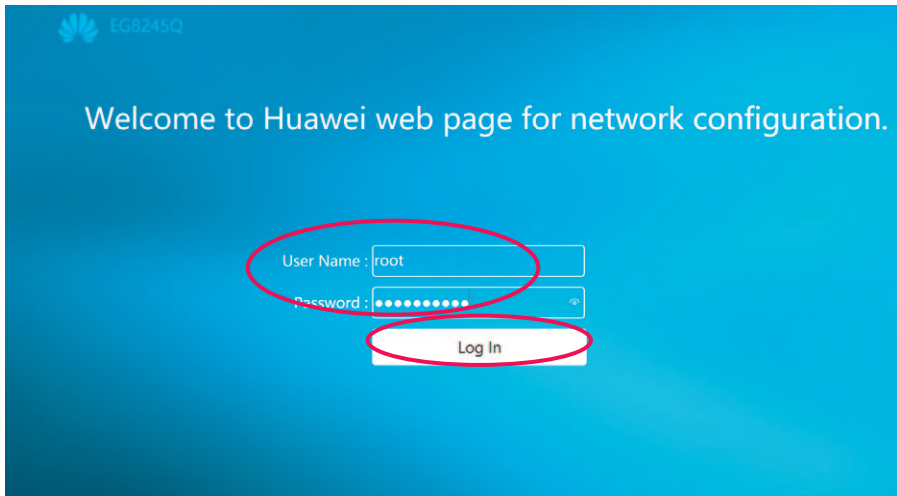 EG8245Q
Welcome to Huawei web page for network configuration.
User Name : root
Password : ●●●●●●●●●●
Log In